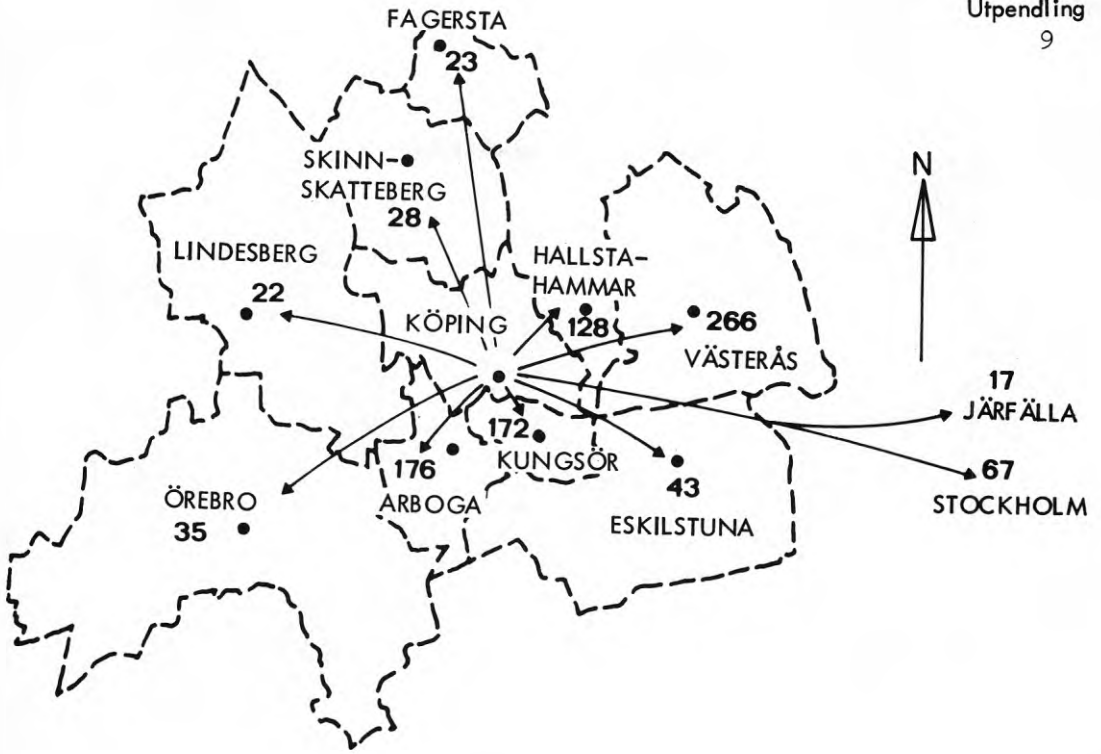 Utpendling
9
FAGERSTA
23
SKINN-
SKATTEBERG
28
LINDESBERG
22
HALLSTA-
HAMMAR
128
KÖPING
266
VÄSTERÅS
N
17
JÄRFÄLLA
67
STOCKHOLM
172
KUNGSÖR
176
ARBOGA
43
ESKILSTUNA
ÖREBRO
35